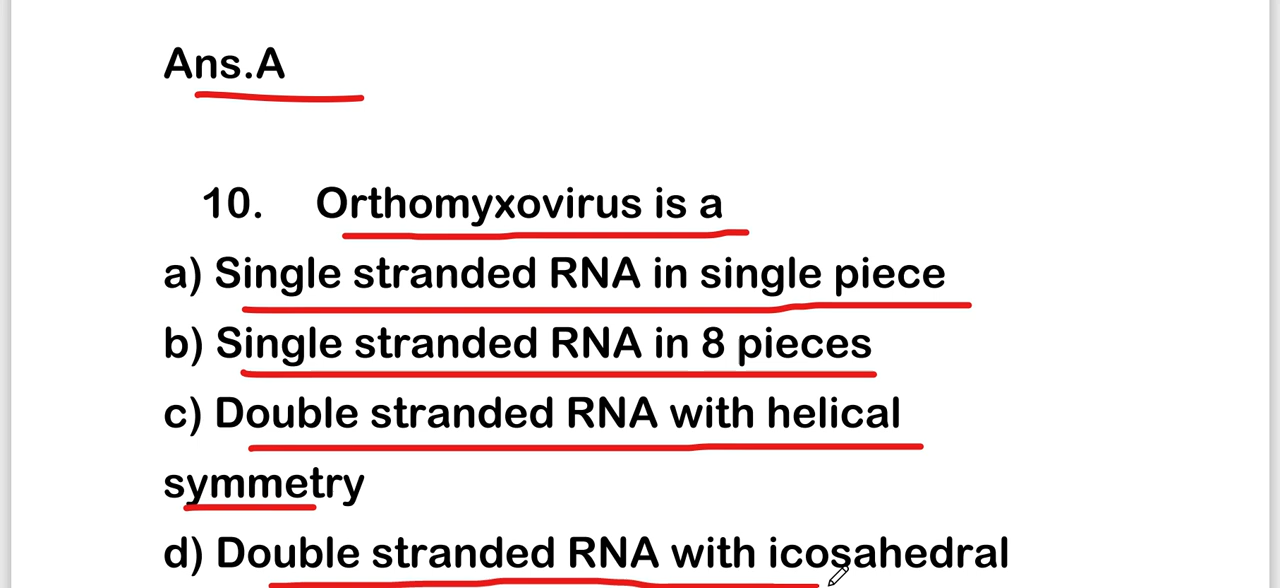 Ans.A
10. Orthomyxovirus is a
a) Single stranded RNA in single piece
b) Single stranded RNA in 8 pieces
c) Double stranded RNA with helical
symmetry
d) Double stranded RNA with icosahedral